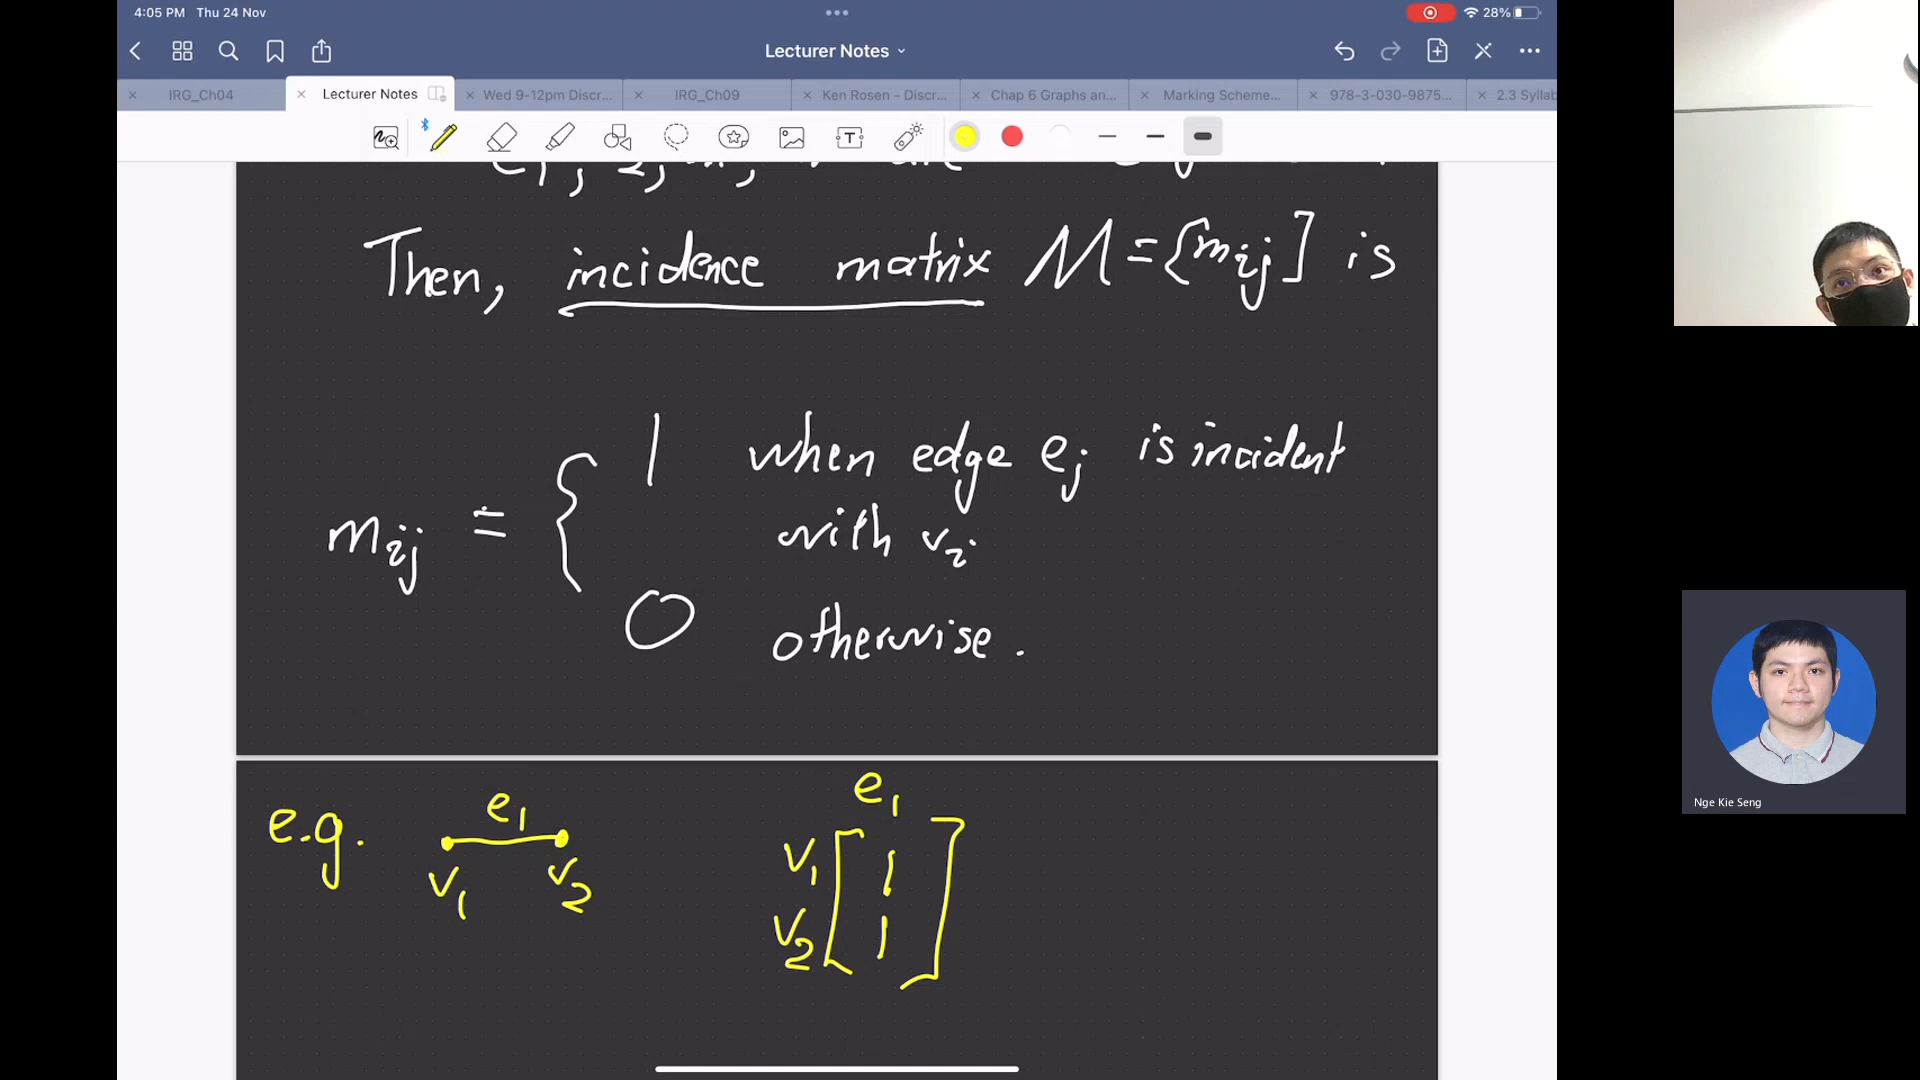 4:05 PM Thu 24 Nov
28%
Lecturer Notes
IRG_Ch04
Lecturer Notes
Wed 9-12pm Discr...
IRG_Ch09
Ken Rosen - Discr...
Chap 6 Graphs an...
Marking Scheme...
978-3-030-9875...
2.3 Syllab
Then, incidence matrix M = [mij] is
1 when edge ej is incident
mij = { with vi
0 otherwise.
e.g. e1 e1
v1 [ 1 ]
v1 v2
v2 [ 1 ]
Nge Kie Seng